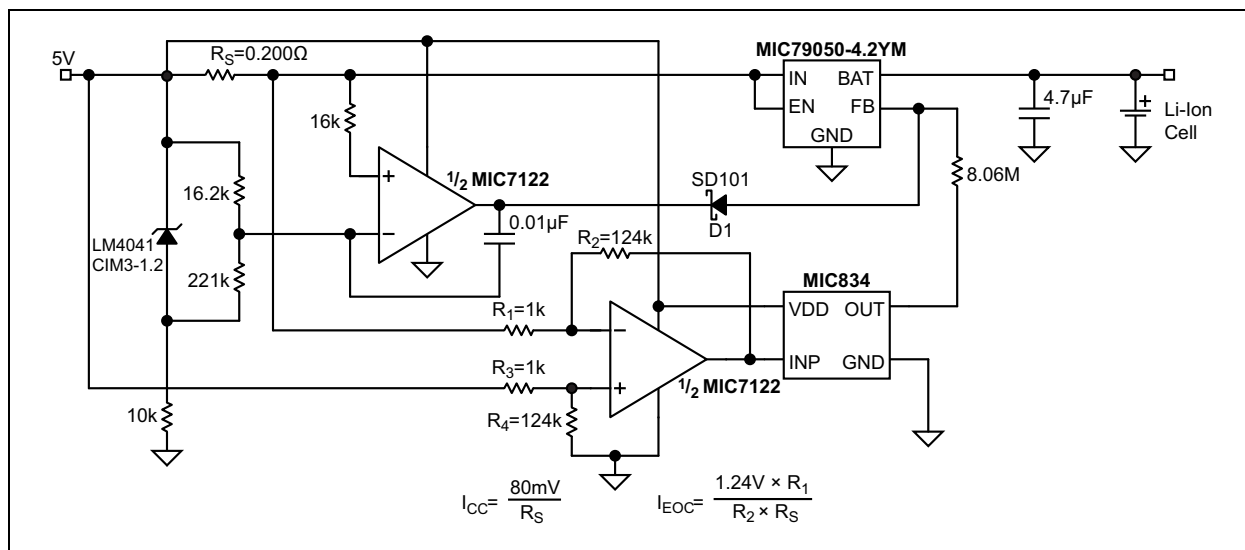 5V
R_S=0.200Ω
MIC79050-4.2YM
IN
BAT
EN
FB
GND
4.7µF
+
Li-Ion
Cell
16k
+
−
1/2 MIC7122
SD101
D1
8.06M
16.2k
LM4041
CIM3-1.2
221k
0.01µF
R_2=124k
MIC834
VDD
OUT
INP
GND
R_1=1k
−
+
R_3=1k
1/2 MIC7122
R_4=124k
10k
I_CC= 80mV / R_S
I_EOC= 1.24V × R_1 / R_2 × R_S